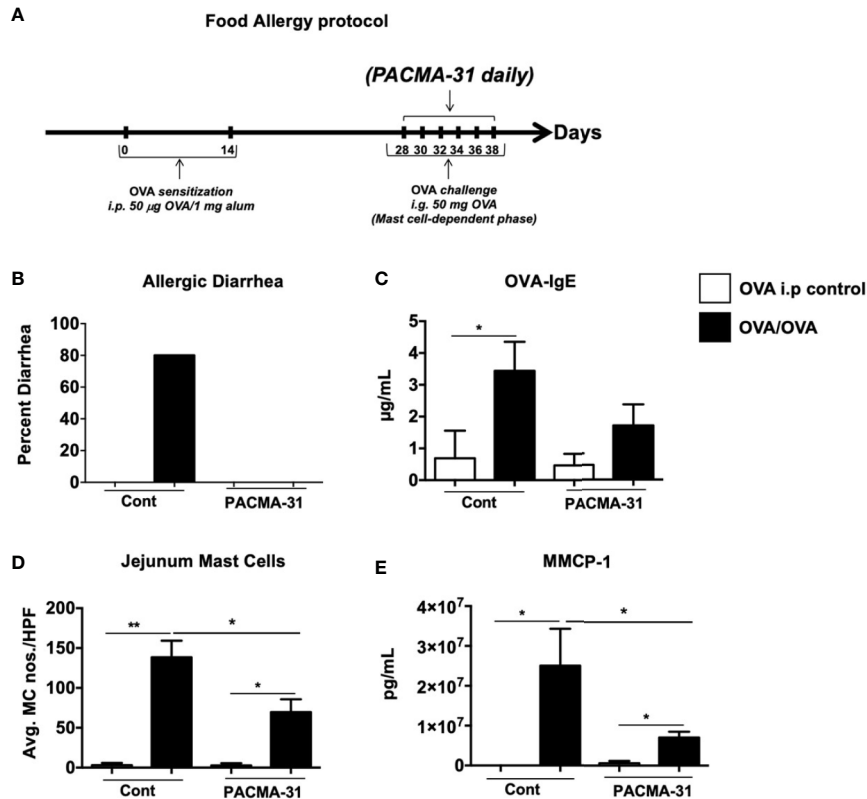 A
Food Allergy protocol
(PACMA-31 daily)
Days
0 14 28 30 32 34 36 38
OVA sensitization
i.p. 50 µg OVA/1 mg alum
OVA challenge
i.g. 50 mg OVA
(Mast cell-dependent phase)
B
Allergic Diarrhea
Percent Diarrhea
100
80
60
40
20
0
Cont PACMA-31
C
OVA-IgE
µg/mL
5
4
3
2
1
0
*
Cont PACMA-31
OVA i.p control
OVA/OVA
D
Jejunum Mast Cells
Avg. MC nos./HPF
200
150
100
50
0
** * *
Cont PACMA-31
E
MMCP-1
pg/mL
4×10⁷
3×10⁷
2×10⁷
1×10⁷
0
* * *
Cont PACMA-31